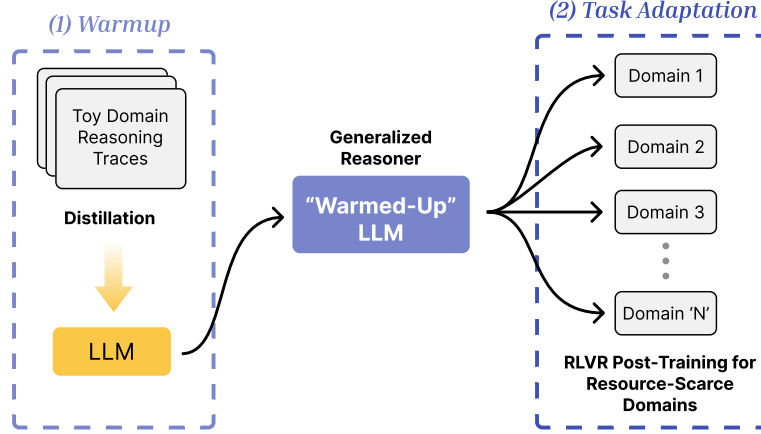 (1) Warmup
Toy Domain
Reasoning
Traces
Distillation
LLM
Generalized
Reasoner
“Warmed-Up”
LLM
(2) Task Adaptation
Domain 1
Domain 2
Domain 3
Domain ‘N’
RLVR Post-Training for
Resource-Scarce
Domains